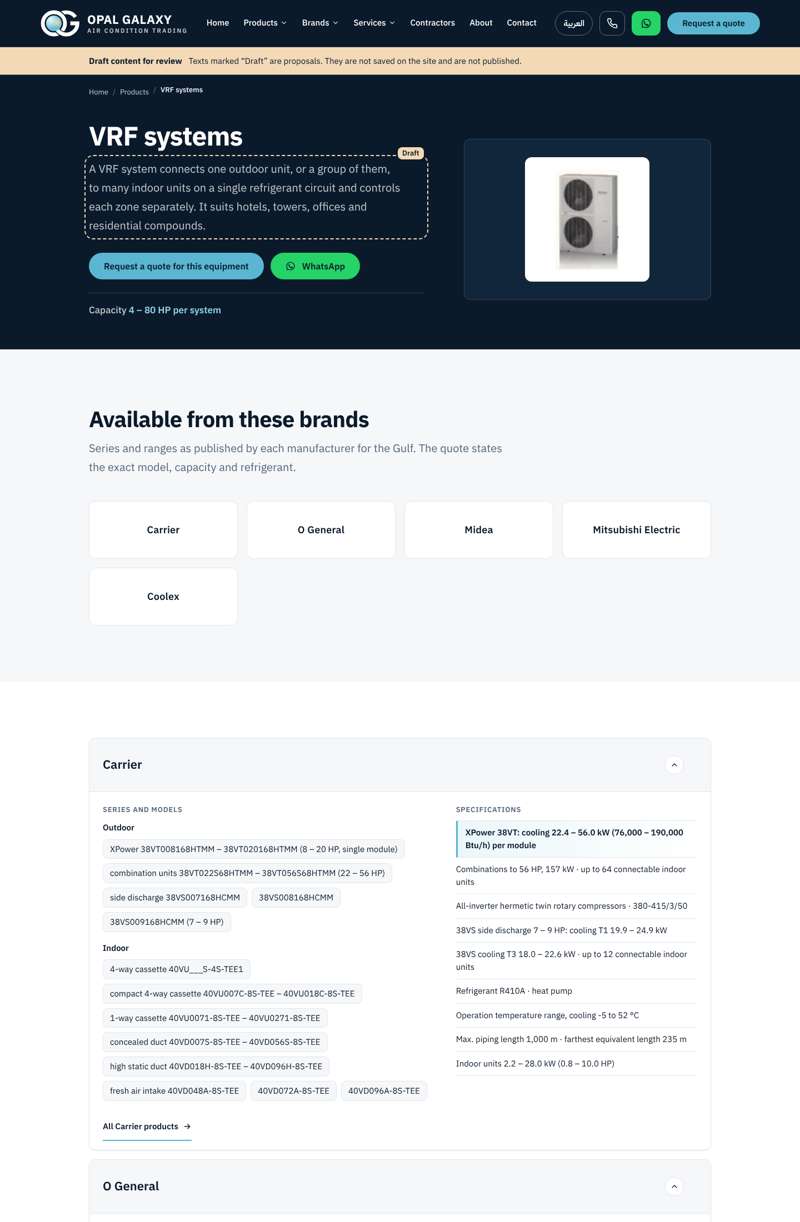 OPAL GALAXY
AIR CONDITION TRADING
Home
Products
Brands
Services
Contractors
About
Contact
العربية
Request a quote
Draft content for review Texts marked “Draft” are proposals. They are not saved on the site and are not published.
Home / Products / VRF systems
VRF systems
Draft
A VRF system connects one outdoor unit, or a group of them,
to many indoor units on a single refrigerant circuit and controls
each zone separately. It suits hotels, towers, offices and
residential compounds.
Request a quote for this equipment
WhatsApp
Capacity 4 – 80 HP per system
Available from these brands
Series and ranges as published by each manufacturer for the Gulf. The quote states
the exact model, capacity and refrigerant.
Carrier
O General
Midea
Mitsubishi Electric
Coolex
Carrier
SERIES AND MODELS
Outdoor
XPower 38VT008168HTMM – 38VT020168HTMM (8 – 20 HP, single module)
combination units 38VT022S68HTMM – 38VT056S68HTMM (22 – 56 HP)
side discharge 38VS007168HCMM
38VS008168HCMM
38VS009168HCMM (7 – 9 HP)
Indoor
4-way cassette 40VU___S-4S-TEE1
compact 4-way cassette 40VU007C-8S-TEE – 40VU018C-8S-TEE
1-way cassette 40VU0071-8S-TEE – 40VU0271-8S-TEE
concealed duct 40VD007S-8S-TEE – 40VD056S-8S-TEE
high static duct 40VD018H-8S-TEE – 40VD096H-8S-TEE
fresh air intake 40VD048A-8S-TEE
40VD072A-8S-TEE
40VD096A-8S-TEE
All Carrier products →
SPECIFICATIONS
XPower 38VT: cooling 22.4 – 56.0 kW (76,000 – 190,000
Btu/h) per module
Combinations to 56 HP, 157 kW · up to 64 connectable indoor
units
All-inverter hermetic twin rotary compressors · 380-415/3/50
38VS side discharge 7 – 9 HP: cooling T1 19.9 – 24.9 kW
38VS cooling T3 18.0 – 22.6 kW · up to 12 connectable indoor
units
Refrigerant R410A · heat pump
Operation temperature range, cooling -5 to 52 °C
Max. piping length 1,000 m · farthest equivalent length 235 m
Indoor units 2.2 – 28.0 kW (0.8 – 10.0 HP)
O General